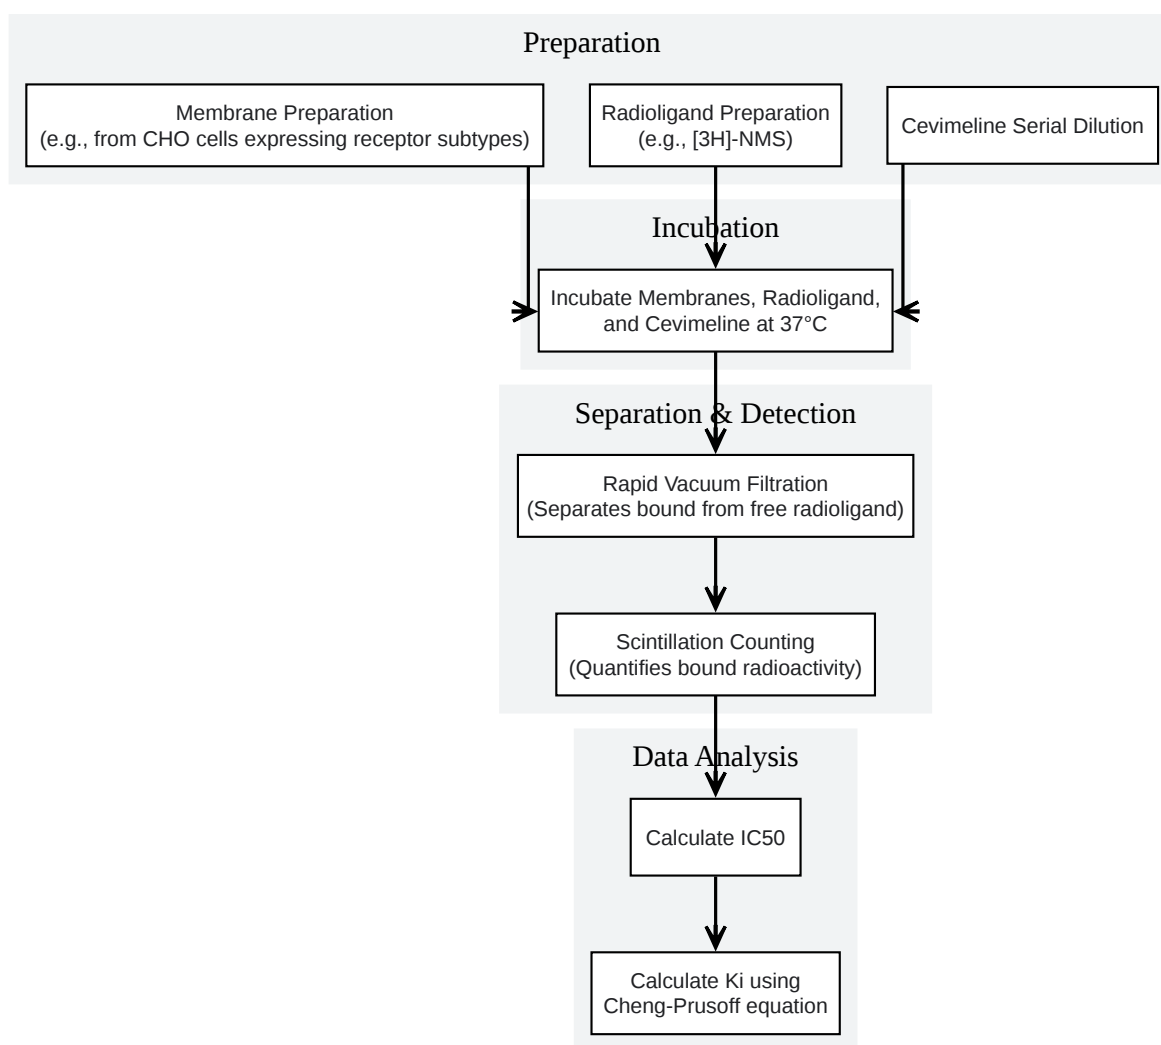 Preparation
Membrane Preparation
(e.g., from CHO cells expressing receptor subtypes)
Radioligand Preparation
(e.g., [3H]-NMS)
Cevimeline Serial Dilution
Incubation
Incubate Membranes, Radioligand,
and Cevimeline at 37°C
Separation & Detection
Rapid Vacuum Filtration
(Separates bound from free radioligand)
Scintillation Counting
(Quantifies bound radioactivity)
Data Analysis
Calculate IC50
Calculate Ki using
Cheng-Prusoff equation